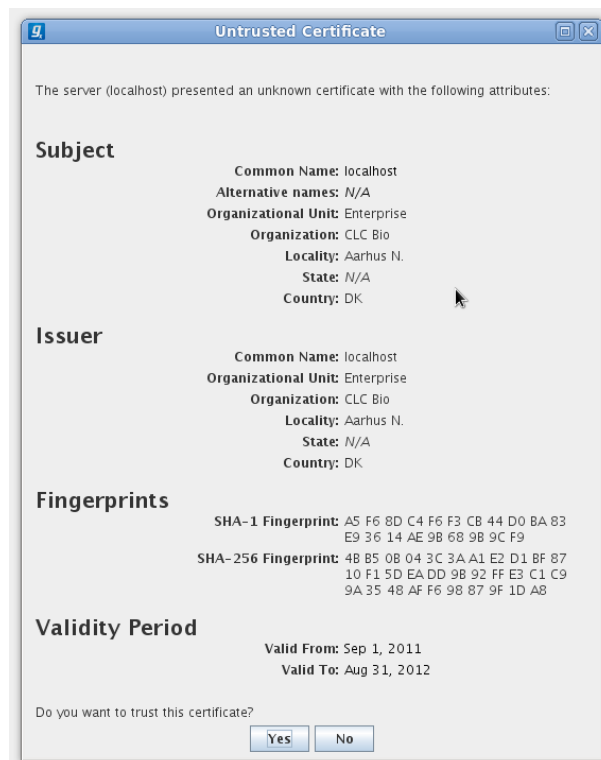 Untrusted Certificate
The server (localhost) presented an unknown certificate with the following attributes:
Subject
Common Name: localhost
Alternative names: N/A
Organizational Unit: Enterprise
Organization: CLC Bio
Locality: Aarhus N.
State: N/A
Country: DK
Issuer
Common Name: localhost
Organizational Unit: Enterprise
Organization: CLC Bio
Locality: Aarhus N.
State: N/A
Country: DK
Fingerprints
SHA-1 Fingerprint: A5 F6 8D C4 F6 F3 CB 44 D0 BA 83
E9 36 14 AE 9B 68 9B 9C F9
SHA-256 Fingerprint: 4B B5 0B 04 3C 3A A1 E2 D1 BF 87
10 F1 5D EA DD 9B 92 FF E3 C1 C9
9A 35 48 AF F6 98 87 9F 1D A8
Validity Period
Valid From: Sep 1, 2011
Valid To: Aug 31, 2012
Do you want to trust this certificate?
Yes No